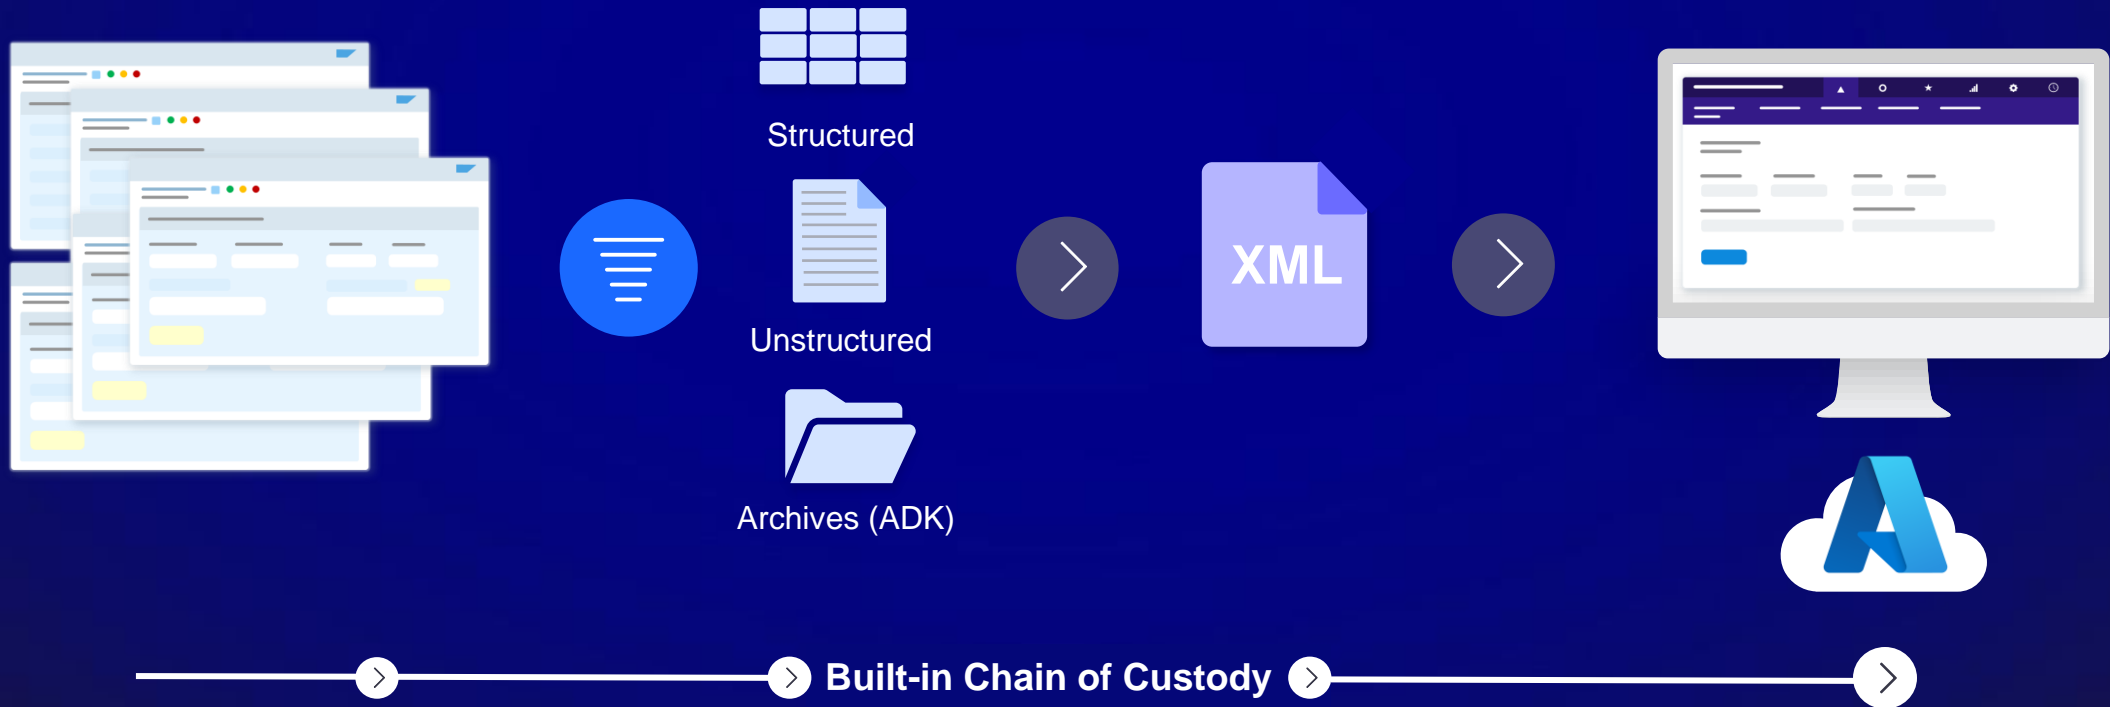 Structured
Unstructured
Archives (ADK)
XML
Built-in Chain of Custody